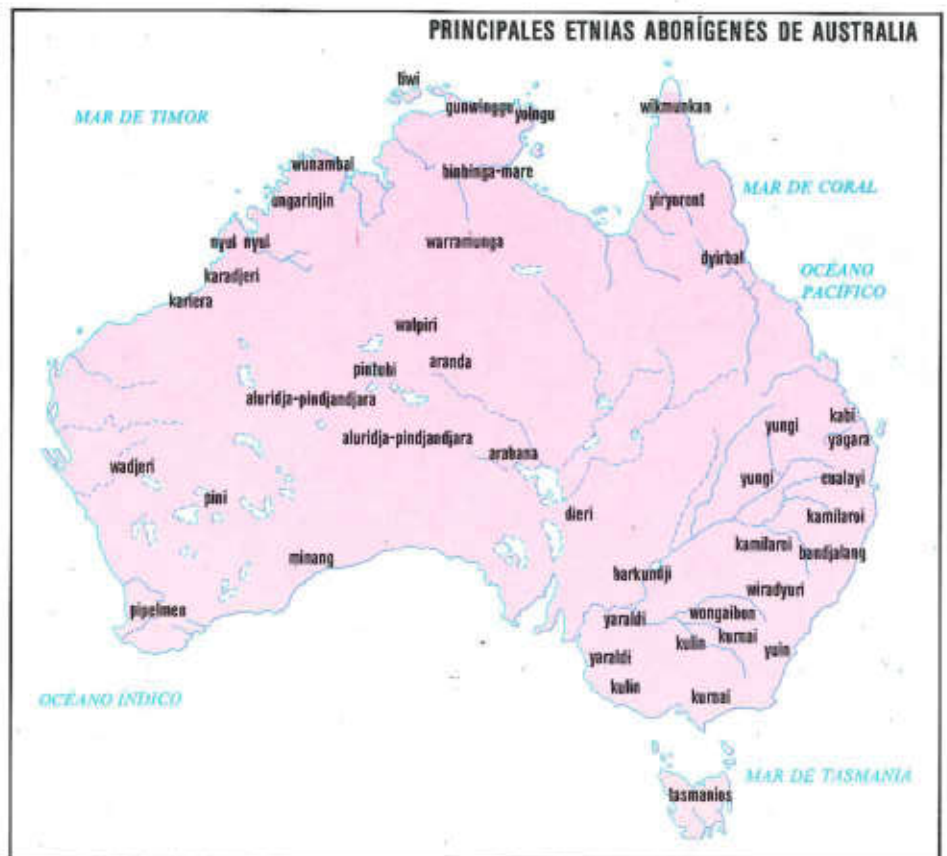 PRINCIPALES ETNIAS ABORÍGENES DE AUSTRALIA
tiwi
MAR DE TIMOR
gunwinggu
yolngu
wikmunkan
wunambal
binbinga-mare
MAR DE CORAL
ungarinjin
yiryoront
nyul nyul
warramunga
dyirbal
karadjeri
OCÉANO
PACÍFICO
kariera
walpiri
pintubi
aranda
aluridja-pindjandjara
kabi
yungi
aluridja-pindjandjara
yagara
arabana
wadjeri
yungi
eualayi
pini
dieri
kamilaroi
kamilaroi
bandjalang
minang
barkundji
wiradyuri
pipelmen
yaraldi
wongaibon
kulin
kurnai
yuin
yaraldi
kulin
kurnai
OCÉANO ÍNDICO
MAR DE TASMANIA
tasmanios